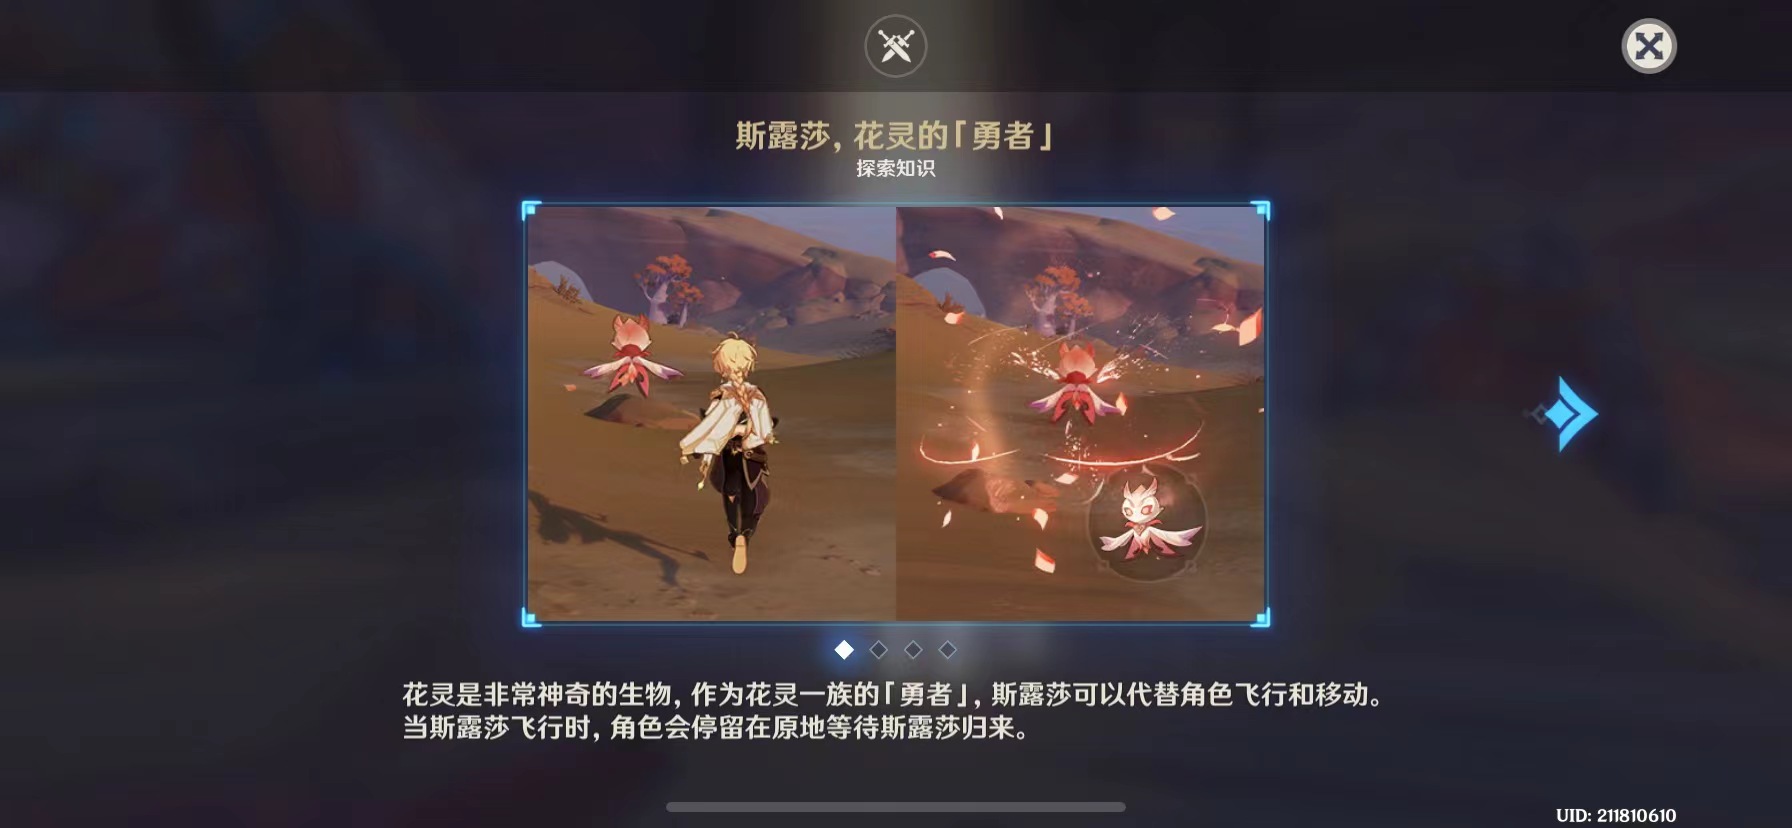 斯露莎，花灵的「勇者」
探索知识
花灵是非常神奇的生物，作为花灵一族的「勇者」，斯露莎可以代替角色飞行和移动。
当斯露莎飞行时，角色会停留在原地等待斯露莎归来。
UID: 211810610